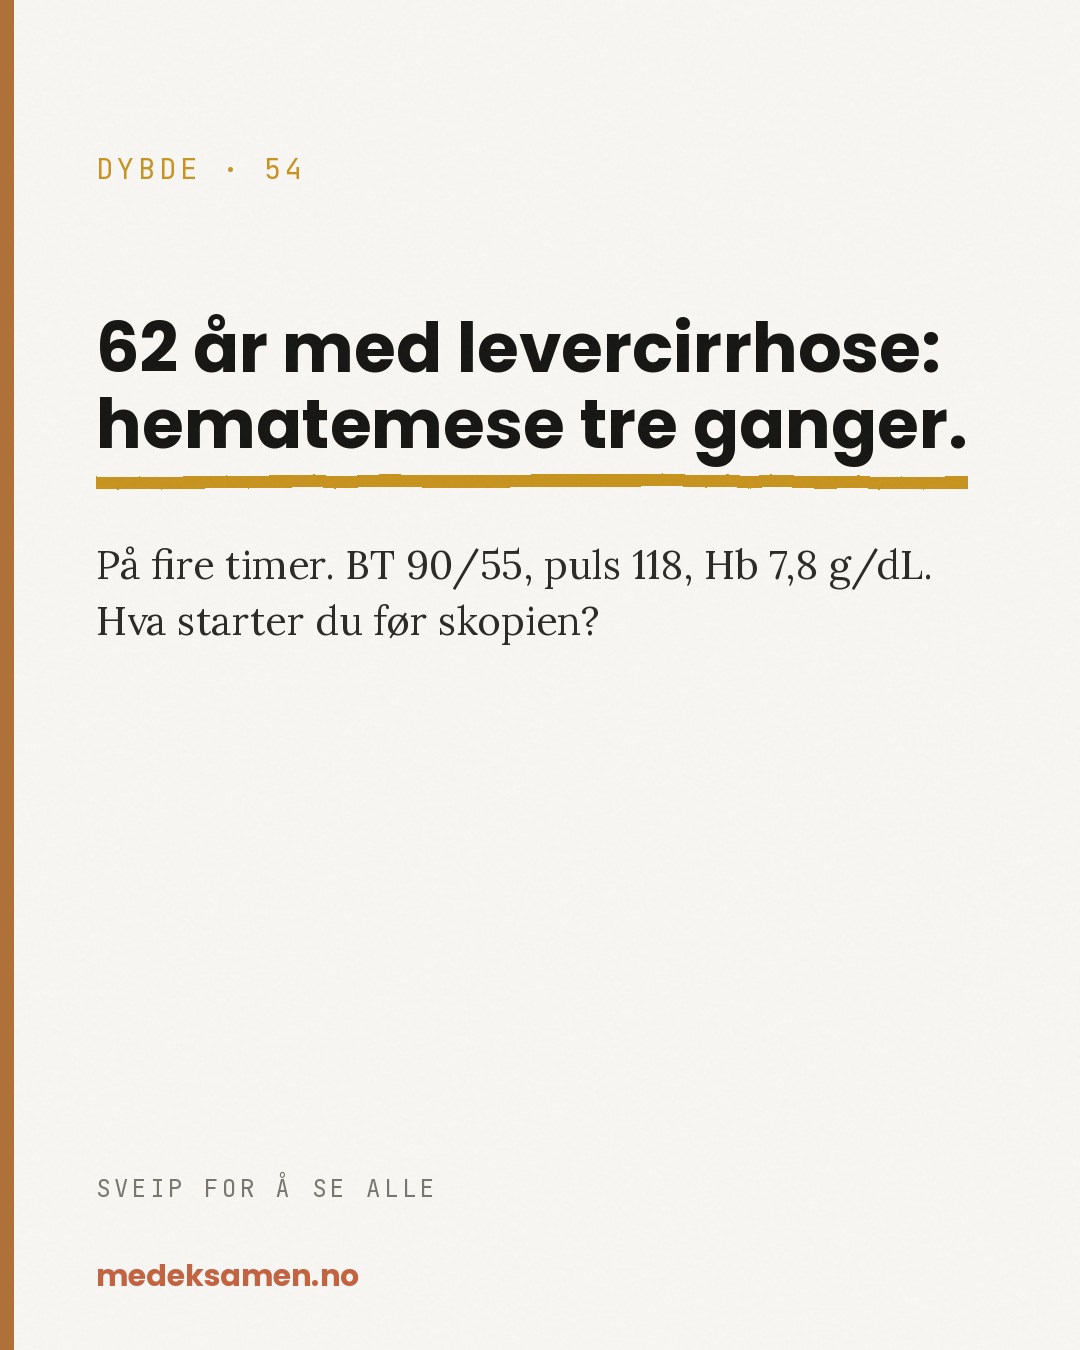 DYBDE · 54
62 år med levercirrhose:
hematemese tre ganger.
På fire timer. BT 90/55, puls 118, Hb 7,8 g/dL.
Hva starter du før skopien?
SVEIP FOR Å SE ALLE
medeksamen.no